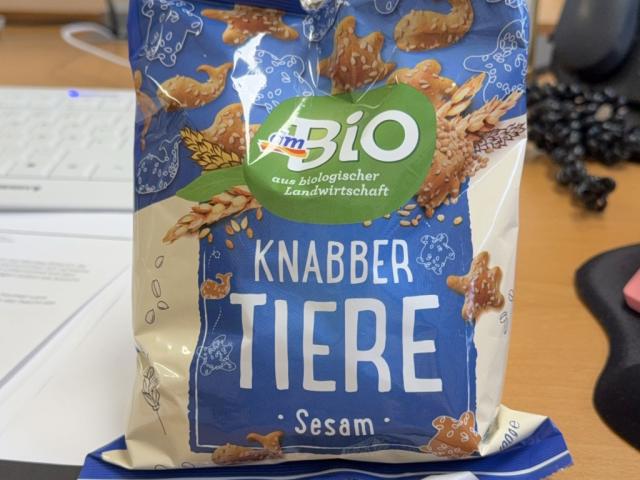 dm BiO
aus biologischer
Landwirtschaft
KNABBER
TIERE
· Sesam ·